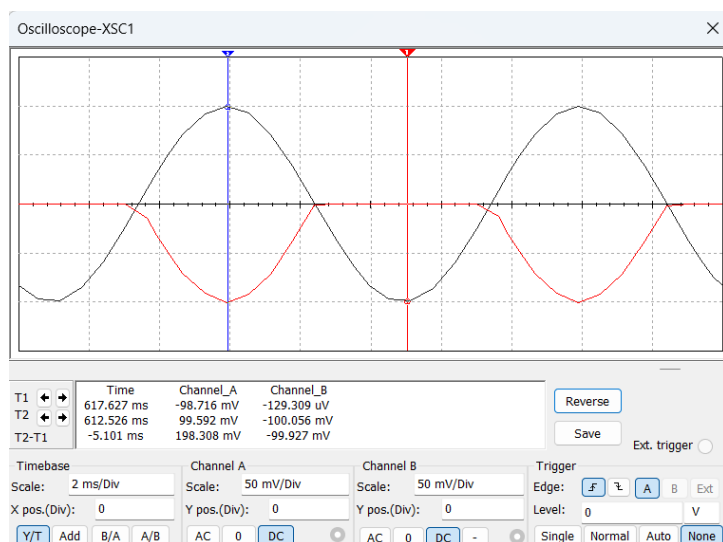 Oscilloscope-XSC1
2
1
Time Channel_A Channel_B
T1 617.627 ms -98.716 mV -129.309 uV
T2 612.526 ms 99.592 mV -100.056 mV
T2-T1 -5.101 ms 198.308 mV -99.927 mV
Reverse
Save
Ext. trigger
Timebase Channel A Channel B Trigger
Scale: 2 ms/Div Scale: 50 mV/Div Scale: 50 mV/Div Edge: A B Ext
X pos.(Div): 0 Y pos.(Div): 0 Y pos.(Div): 0 Level: 0 V
Y/T Add B/A A/B AC 0 DC AC 0 DC - Single Normal Auto None